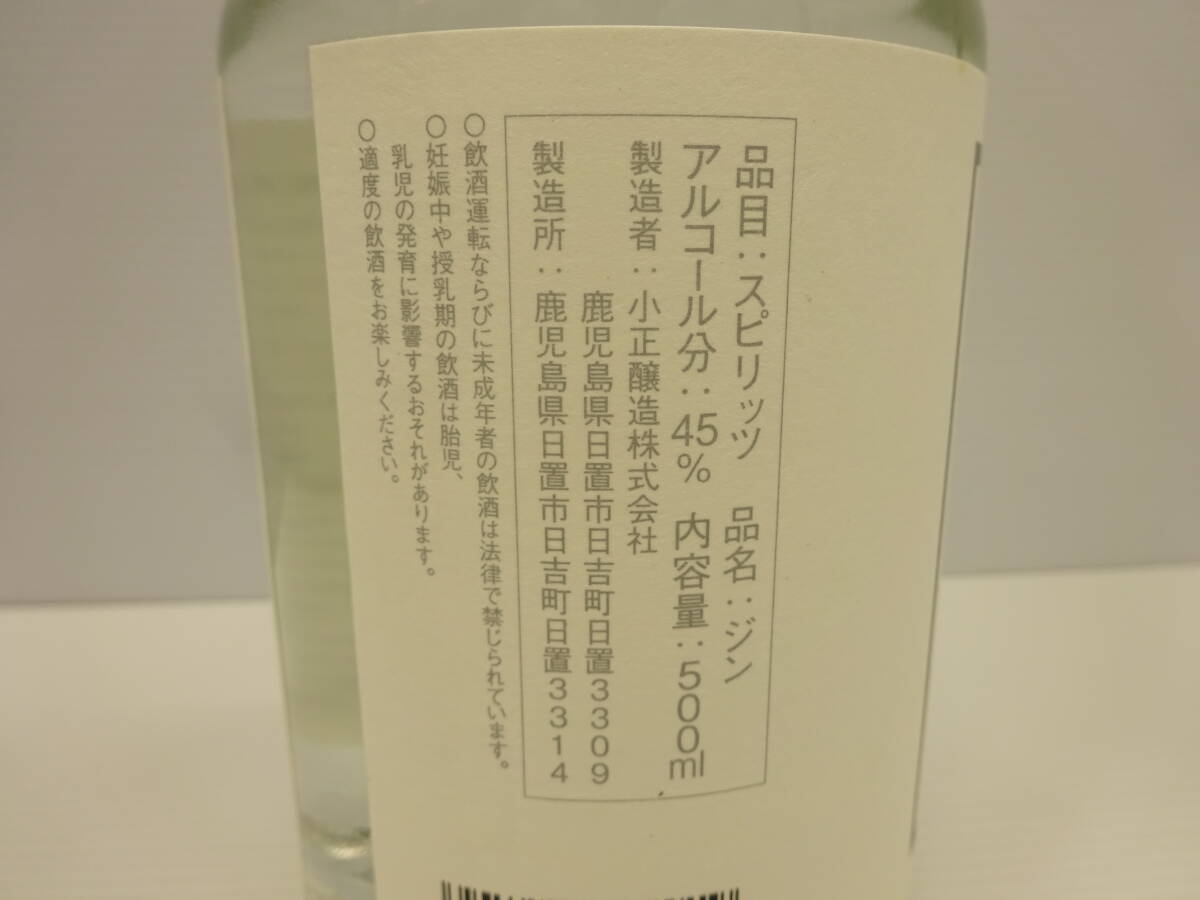 品目：スピリッツ　品名：ジン
アルコール分：45%　内容量：500ml
製造者：小正醸造株式会社
鹿児島県日置市日吉町日置3309
製造所：鹿児島県日置市日吉町日置3314
○飲酒運転ならびに未成年者の飲酒は法律で禁じられています。
○妊娠中や授乳期の飲酒は胎児、
乳児の発育に影響するおそれがあります。
○適度の飲酒をお楽しみください。